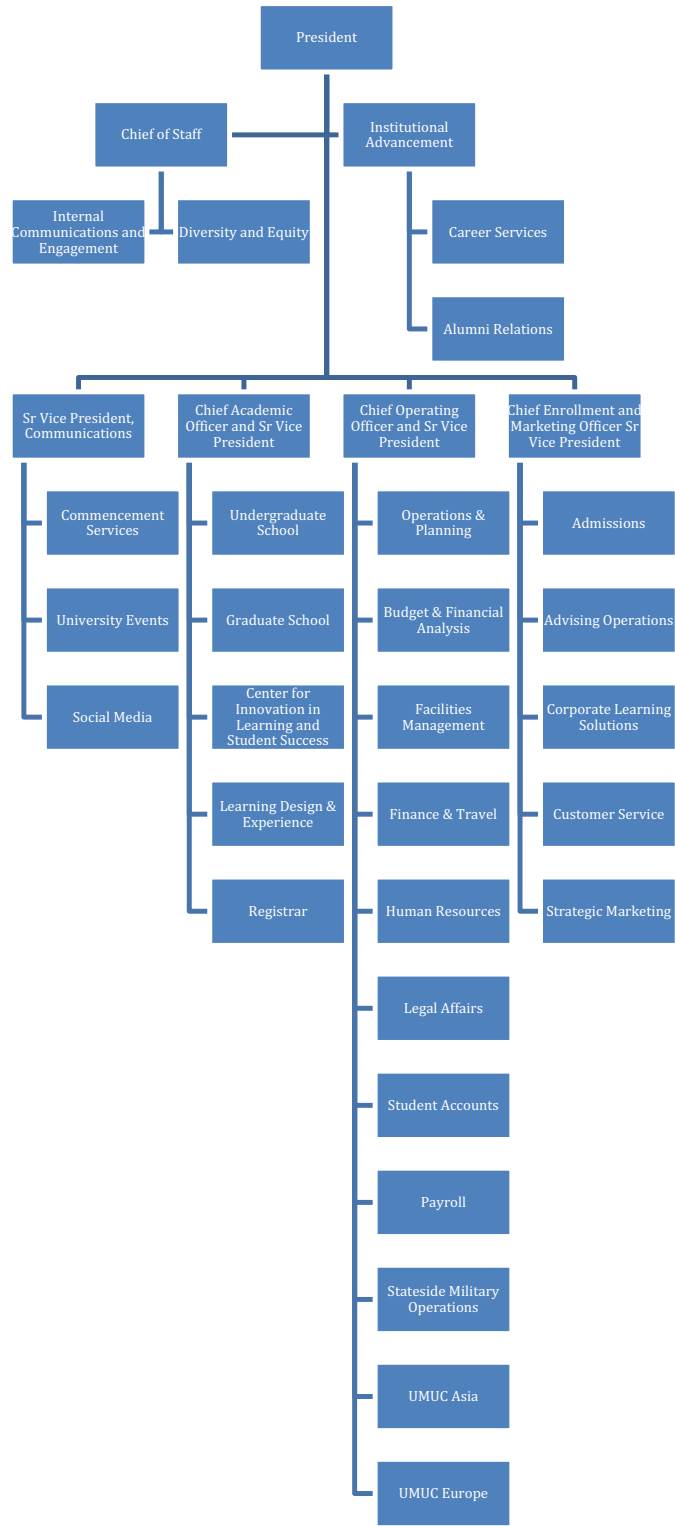 President
Chief of Staff
Institutional
Advancement
Internal
Communications and
Engagement
Diversity and Equity
Career Services
Alumni Relations
Sr Vice President,
Communications
Chief Academic
Officer and Sr Vice
President
Chief Operating
Officer and Sr Vice
President
Chief Enrollment and
Marketing Officer Sr
Vice President
Commencement
Services
University Events
Social Media
Undergraduate
School
Graduate School
Center for
Innovation in
Learning and
Student Success
Learning Design &
Experience
Registrar
Operations &
Planning
Budget & Financial
Analysis
Facilities
Management
Finance & Travel
Human Resources
Legal Affairs
Student Accounts
Payroll
Stateside Military
Operations
UMUC Asia
UMUC Europe
Admissions
Advising Operations
Corporate Learning
Solutions
Customer Service
Strategic Marketing